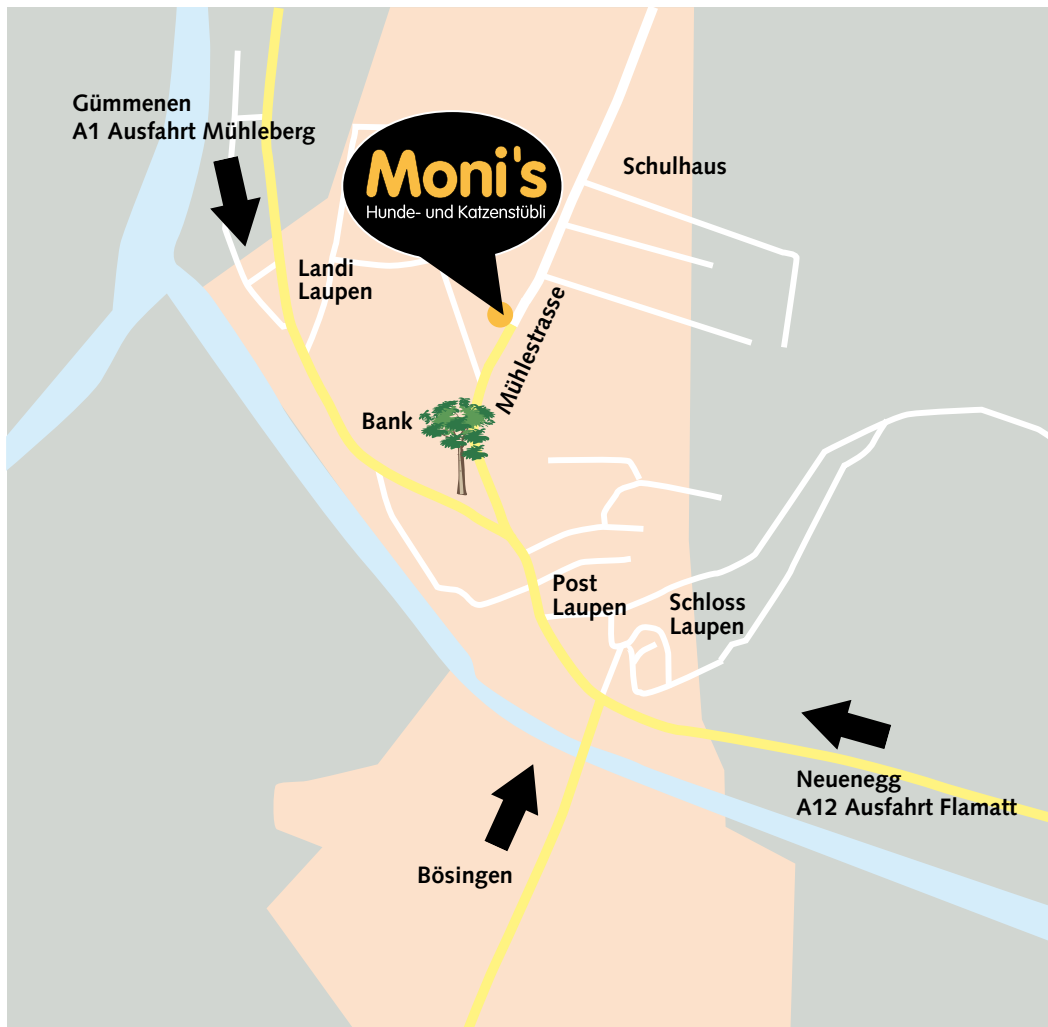 Gümmenen
A1 Ausfahrt Mühleberg
Moni's
Hunde- und Katzenstübli
Schulhaus
Landi
Laupen
Mühlestrasse
Bank
Post
Laupen
Schloss
Laupen
Neuenegg
A12 Ausfahrt Flamatt
Bösingen